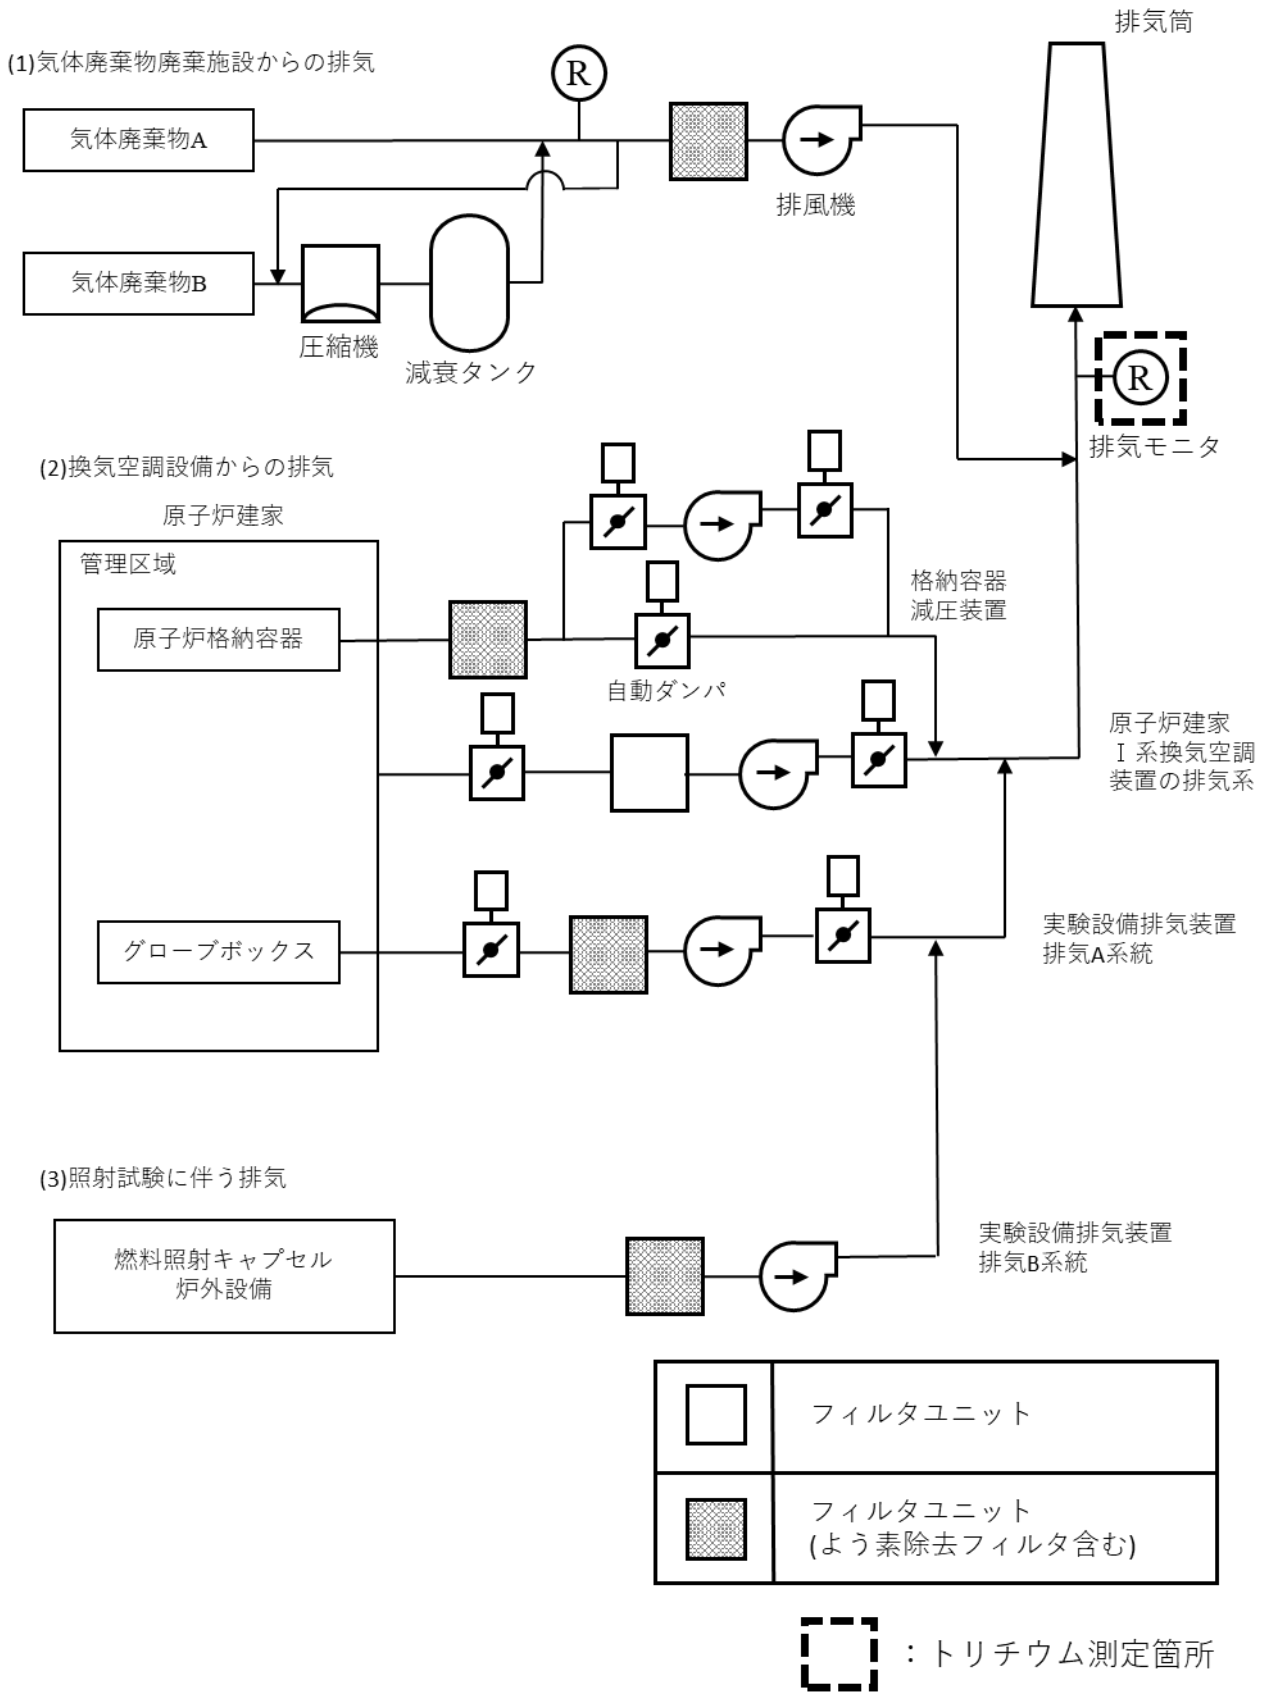 排気筒
(1)気体廃棄物廃棄施設からの排気
R
気体廃棄物A
排風機
気体廃棄物B
圧縮機
減衰タンク
R
排気モニタ
(2)換気空調設備からの排気
原子炉建家
管理区域
格納容器
減圧装置
原子炉格納容器
自動ダンパ
原子炉建家
Ⅰ系換気空調
装置の排気系
グローブボックス
実験設備排気装置
排気A系統
(3)照射試験に伴う排気
燃料照射キャプセル
炉外設備
実験設備排気装置
排気B系統
フィルタユニット
フィルタユニット
(よう素除去フィルタ含む)
：トリチウム測定箇所